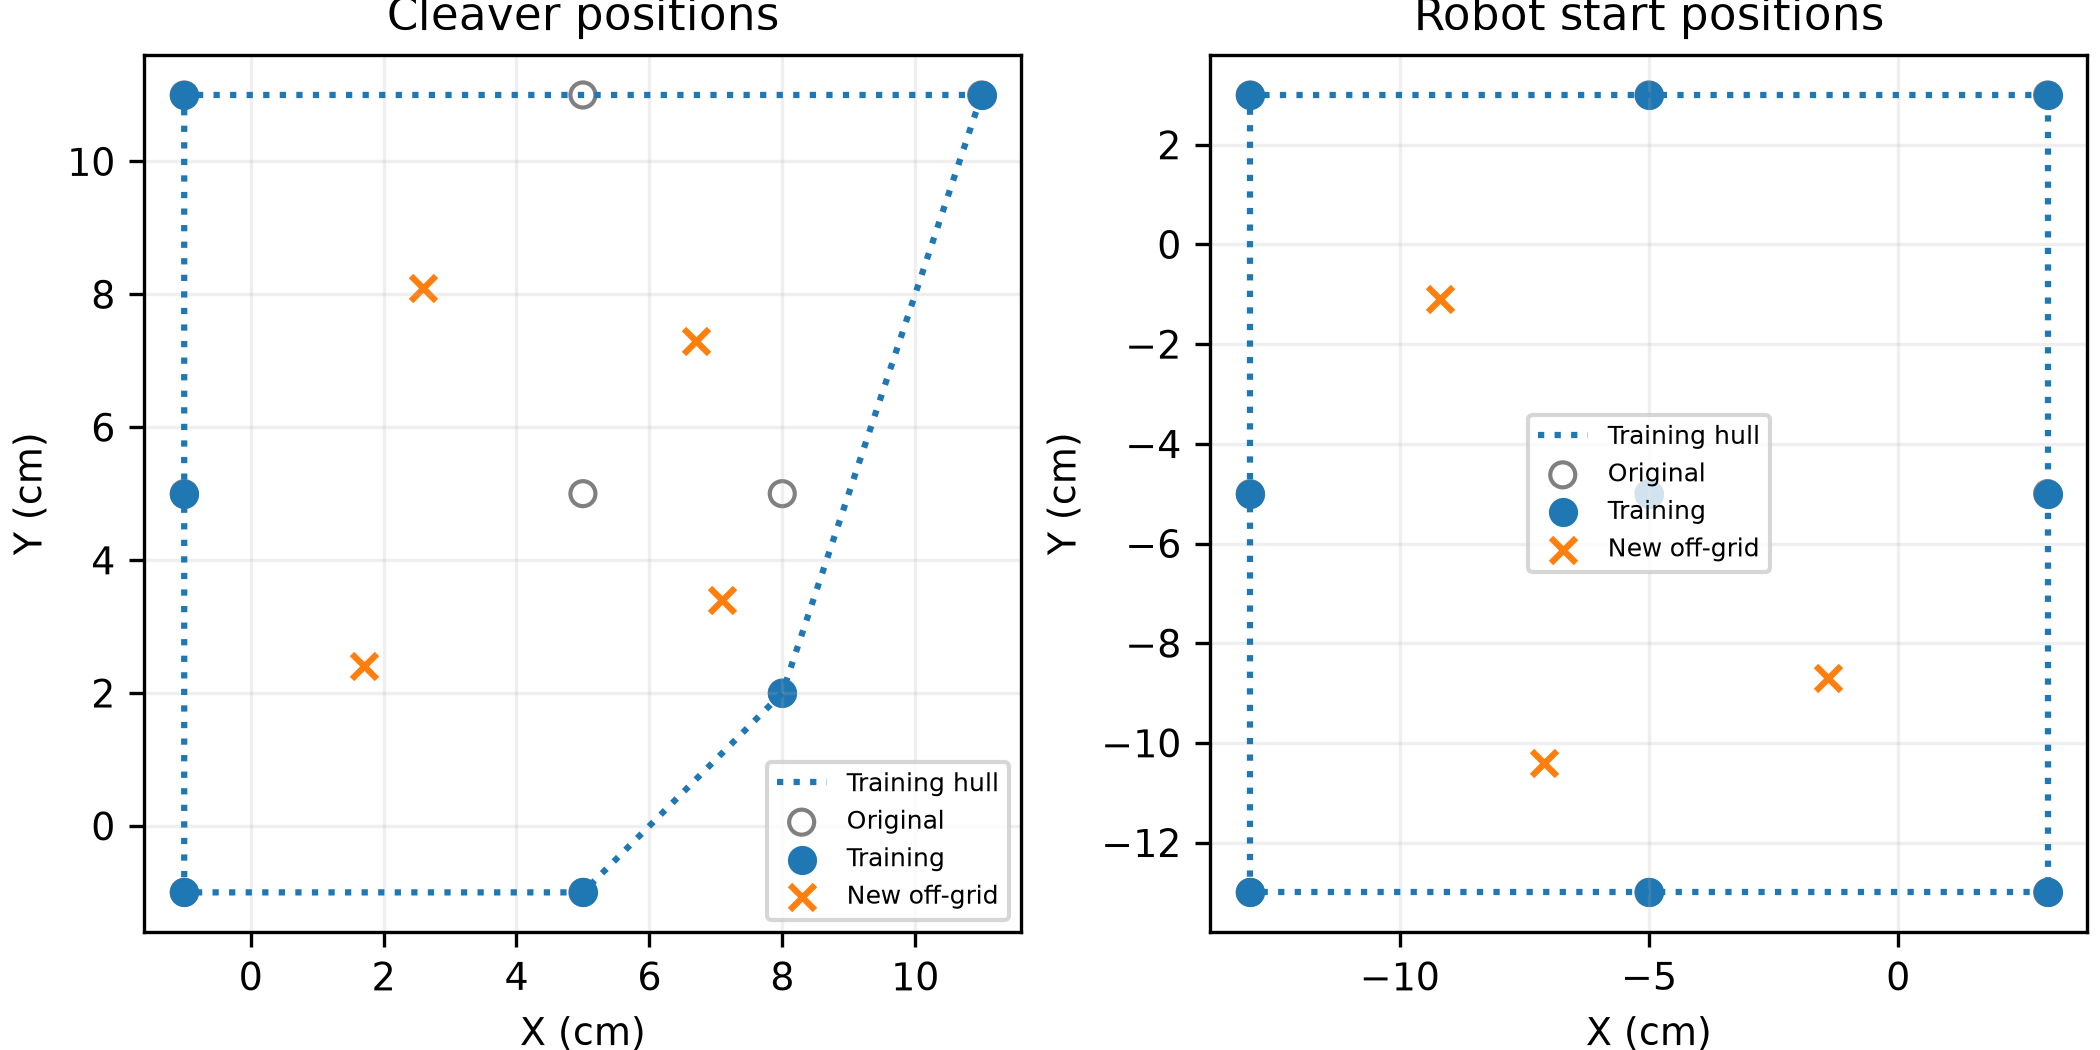 Cleaver positions
10
8
6
4
2
0
Y (cm)
0 2 4 6 8 10
X (cm)
Training hull
Original
Training
New off-grid
Robot start positions
2
0
−2
−4
−6
−8
−10
−12
Y (cm)
−10 −5 0
X (cm)
Training hull
Original
Training
New off-grid